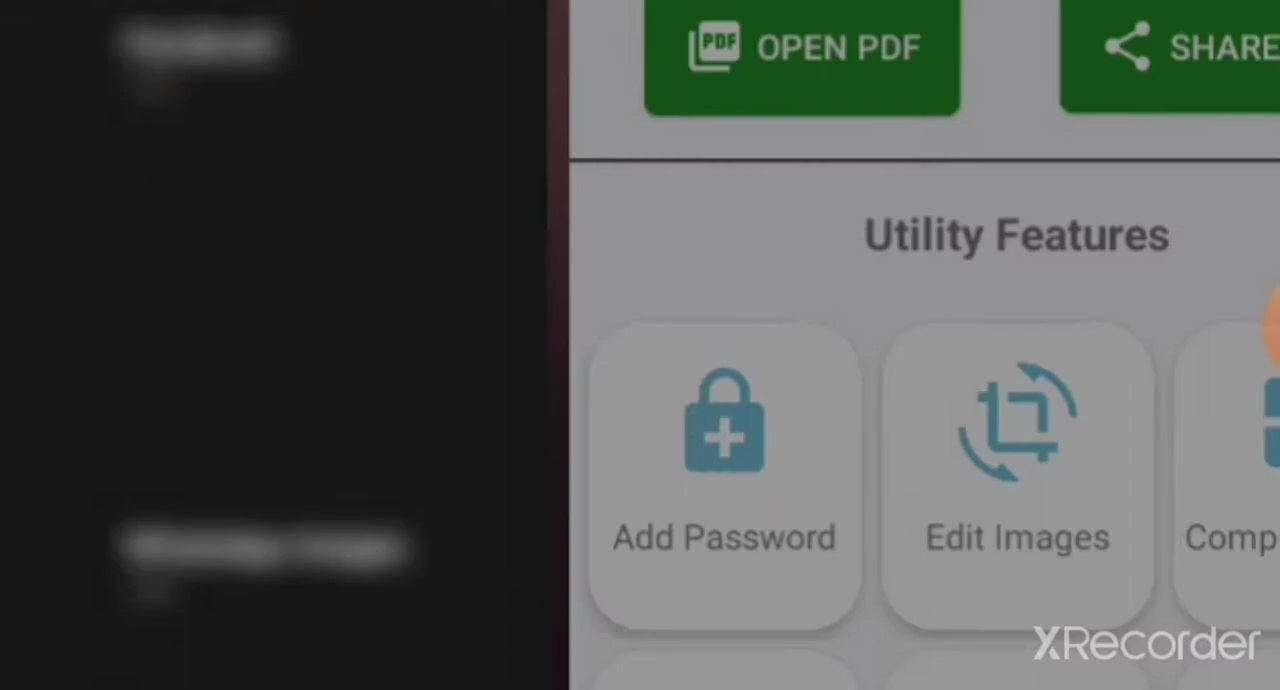 PDF
OPEN PDF
SHARE
Utility Features
Add Password
Edit Images
Comp
XRecorder